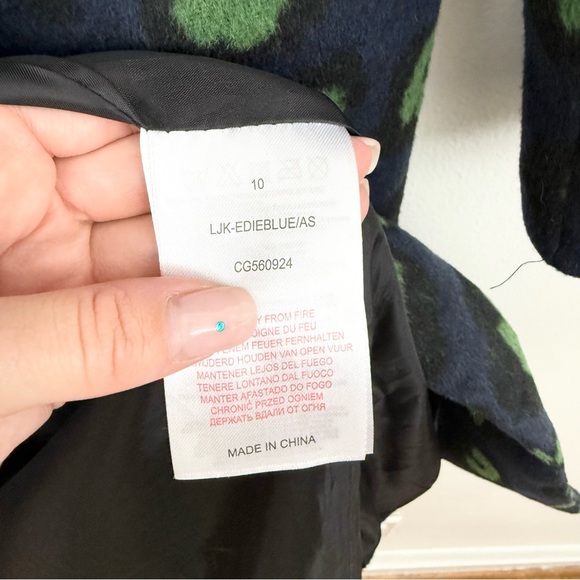 10
LJK-EDIEBLUE/AS
CG560924
FROM FIRE
DU FEU
FEUER FERNHALTEN
HOUDEN VAN OPEN VUUR
MANTENER LEJOS DEL FUEGO
TENERE LONTANO DAL FUOCO
MANTER AFASTADO DO FOGO
CHRONIĆ PRZED OGNIEM
ДЕРЖАТЬ ВДАЛИ ОТ ОГНЯ
MADE IN CHINA